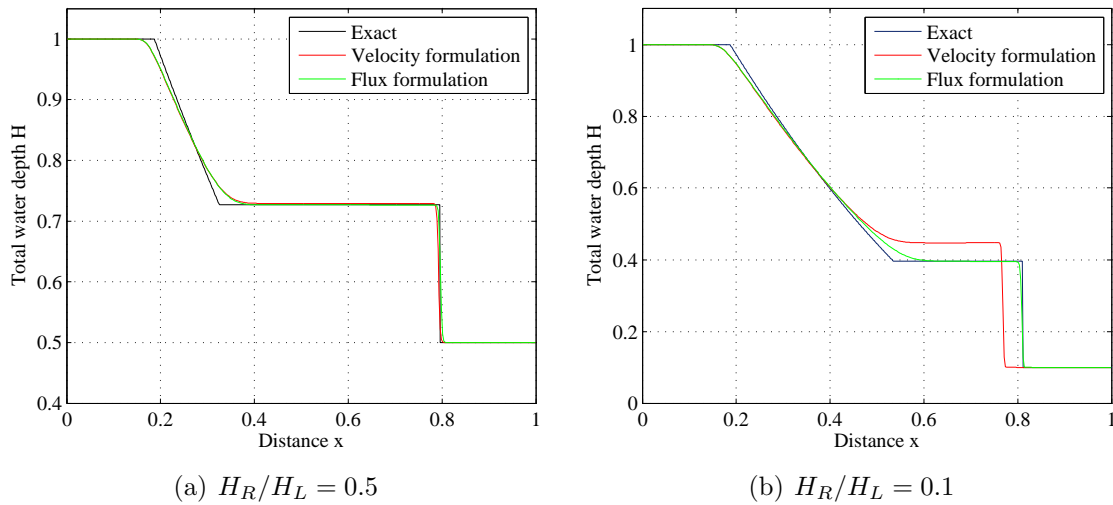 Exact
Velocity formulation
Flux formulation
Total water depth H
1
0.9
0.8
0.7
0.6
0.5
0.4
0 0.2 0.4 0.6 0.8 1
Distance x
(a) H_R/H_L = 0.5
Exact
Velocity formulation
Flux formulation
Total water depth H
1
0.8
0.6
0.4
0.2
0
0 0.2 0.4 0.6 0.8 1
Distance x
(b) H_R/H_L = 0.1